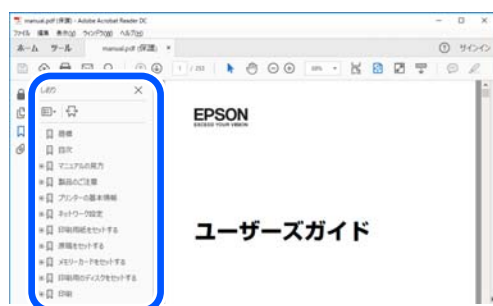 manual.pdf (保護) - Adobe Acrobat Reader DC
ファイル 編集 表示(V) ウィンドウ(W) ヘルプ(H)
ホーム ツール manual.pdf (保護) × サインイン
1 / 253
しおり ×
EPSON
EXCEED YOUR VISION
表紙
目次
マニュアルの見方
製品のご注意
プリンターの基本情報
ネットワーク設定
印刷用紙をセットする
原稿をセットする
メモリーカードをセットする
印刷用のディスクをセットする
印刷
ユーザーズガイド